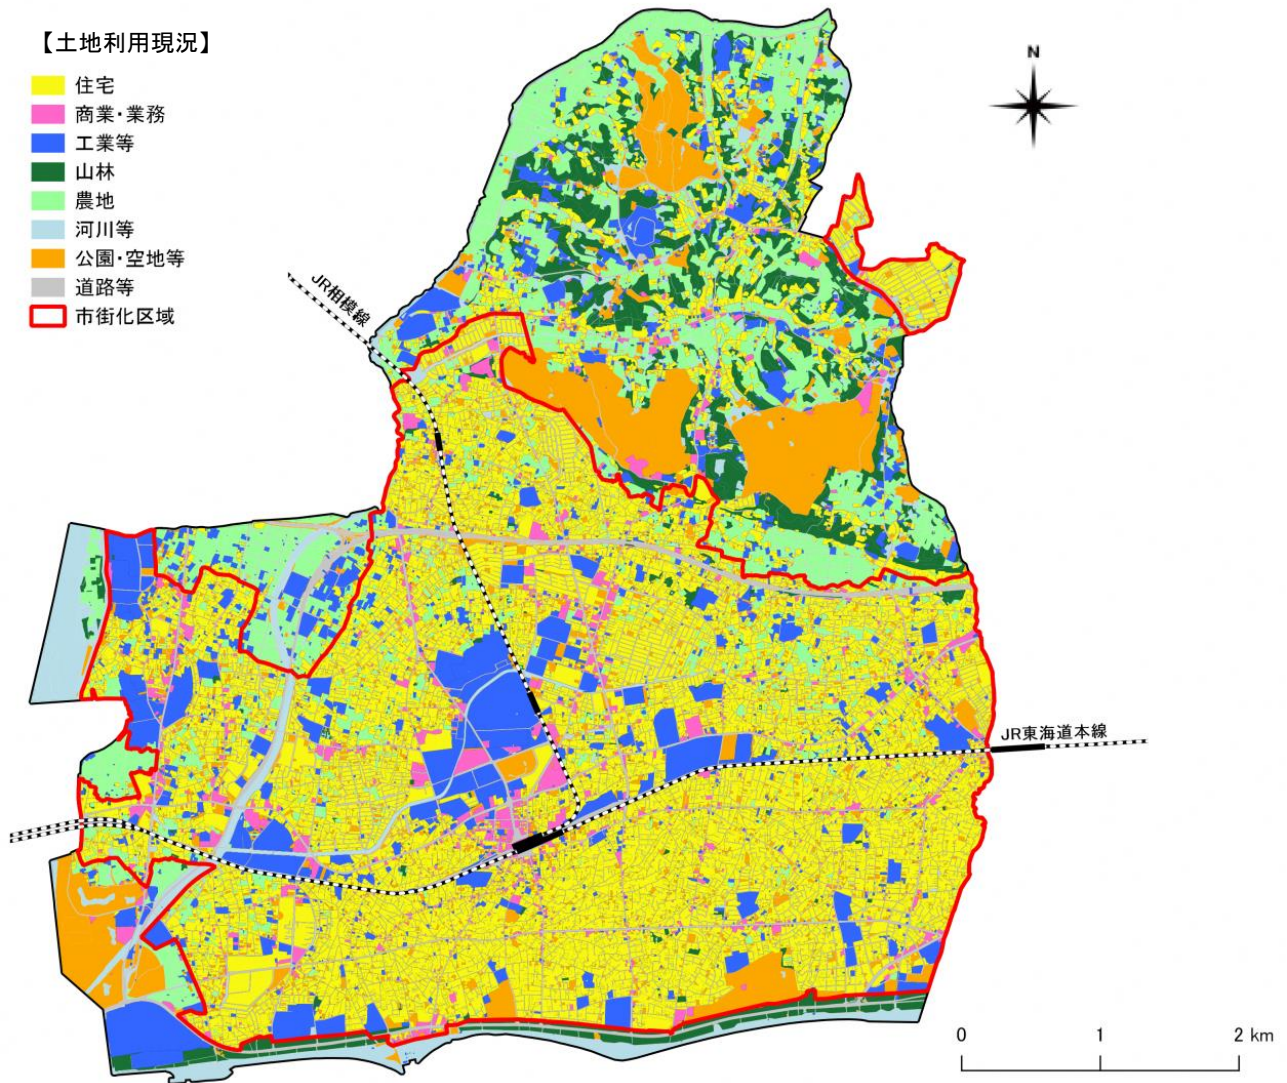 【土地利用現況】
住宅
商業・業務
工業等
山林
農地
河川等
公園・空地等
道路等
市街化区域
N
JR相模線
JR東海道本線
0 1 2 km